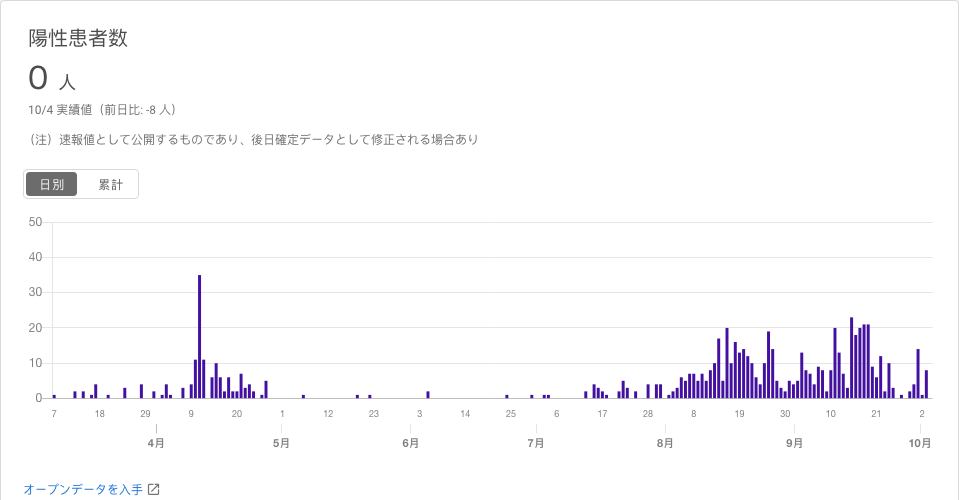 陽性患者数
0 人
10/4 実績値（前日比: -8 人）
（注）速報値として公開するものであり、後日確定データとして修正される場合あり
日別 累計
50
40
30
20
10
0
7 18 29 9 20 1 12 23 3 14 25 6 17 28 8 19 30 10 21 2
4月 5月 6月 7月 8月 9月 10月
オープンデータを入手